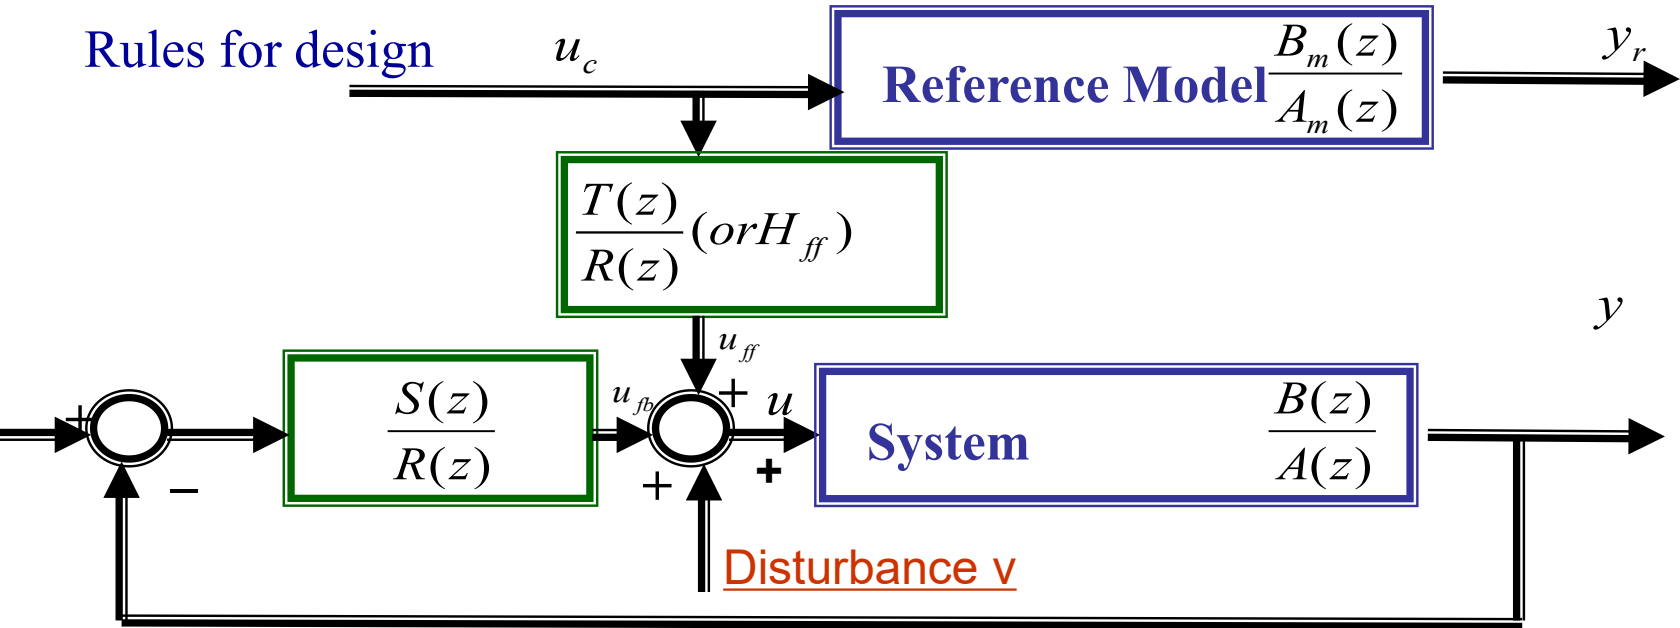 Rules for design
u_c
Reference Model B_m(z)/A_m(z)
y_r
T(z)/R(z) (orH_ff)
u_ff
y
+
S(z)/R(z)
u_fb
+
u
System B(z)/A(z)
−
+
+
Disturbance v